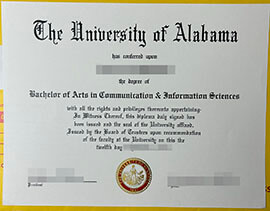 The University of Alabama
has conferred upon
the degree of
Bachelor of Arts in Communication & Information Sciences
with all the rights and privileges thereunto appertaining.
In Witness Thereof, this diploma duly signed has
been issued and the seal of the University affixed.
Issued by the Board of Trustees upon recommendation
of the faculty of the University on this
twelfth day
President